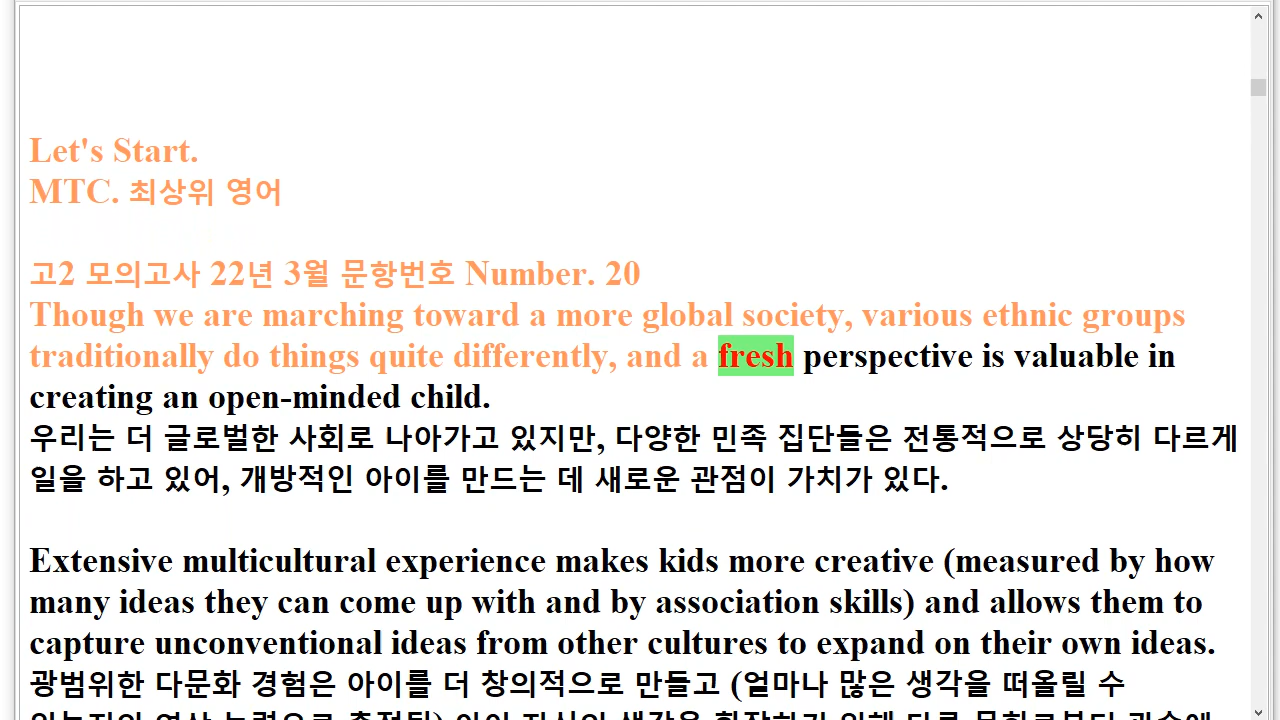 Let's Start.
MTC. 최상위 영어
고2 모의고사 22년 3월 문항번호 Number. 20
Though we are marching toward a more global society, various ethnic groups
traditionally do things quite differently, and a fresh perspective is valuable in
creating an open-minded child.
우리는 더 글로벌한 사회로 나아가고 있지만, 다양한 민족 집단들은 전통적으로 상당히 다르게
일을 하고 있어, 개방적인 아이를 만드는 데 새로운 관점이 가치가 있다.
Extensive multicultural experience makes kids more creative (measured by how
many ideas they can come up with and by association skills) and allows them to
capture unconventional ideas from other cultures to expand on their own ideas.
광범위한 다문화 경험은 아이를 더 창의적으로 만들고 (얼마나 많은 생각을 떠올릴 수